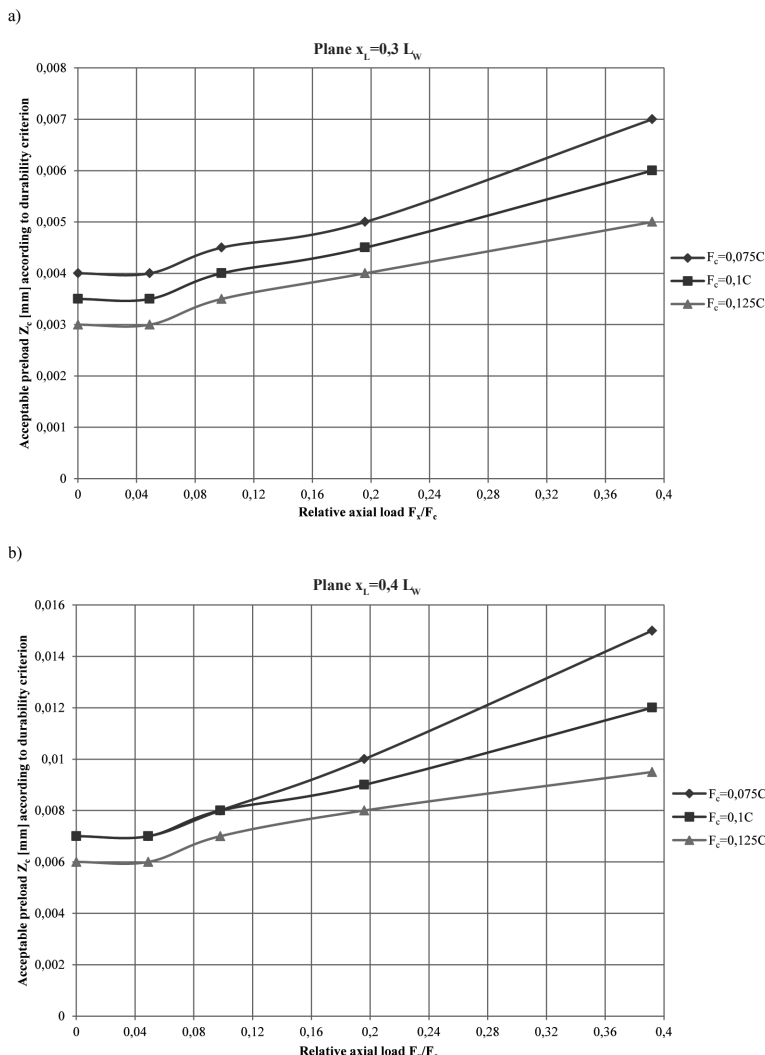 a)
Plane x_L=0,3 L_W
Acceptable preload Z_c [mm] according to durability criterion
0,008
0,007
0,006
0,005
0,004
0,003
0,002
0,001
0
0 0,04 0,08 0,12 0,16 0,2 0,24 0,28 0,32 0,36 0,4
Relative axial load F_x/F_c
F_c=0,075C
F_c=0,1C
F_c=0,125C
b)
Plane x_L=0,4 L_W
Acceptable preload Z_c [mm] according to durability criterion
0,016
0,014
0,012
0,01
0,008
0,006
0,004
0,002
0
0 0,04 0,08 0,12 0,16 0,2 0,24 0,28 0,32 0,36 0,4
Relative axial load
F_c=0,075C
F_c=0,1C
F_c=0,125C